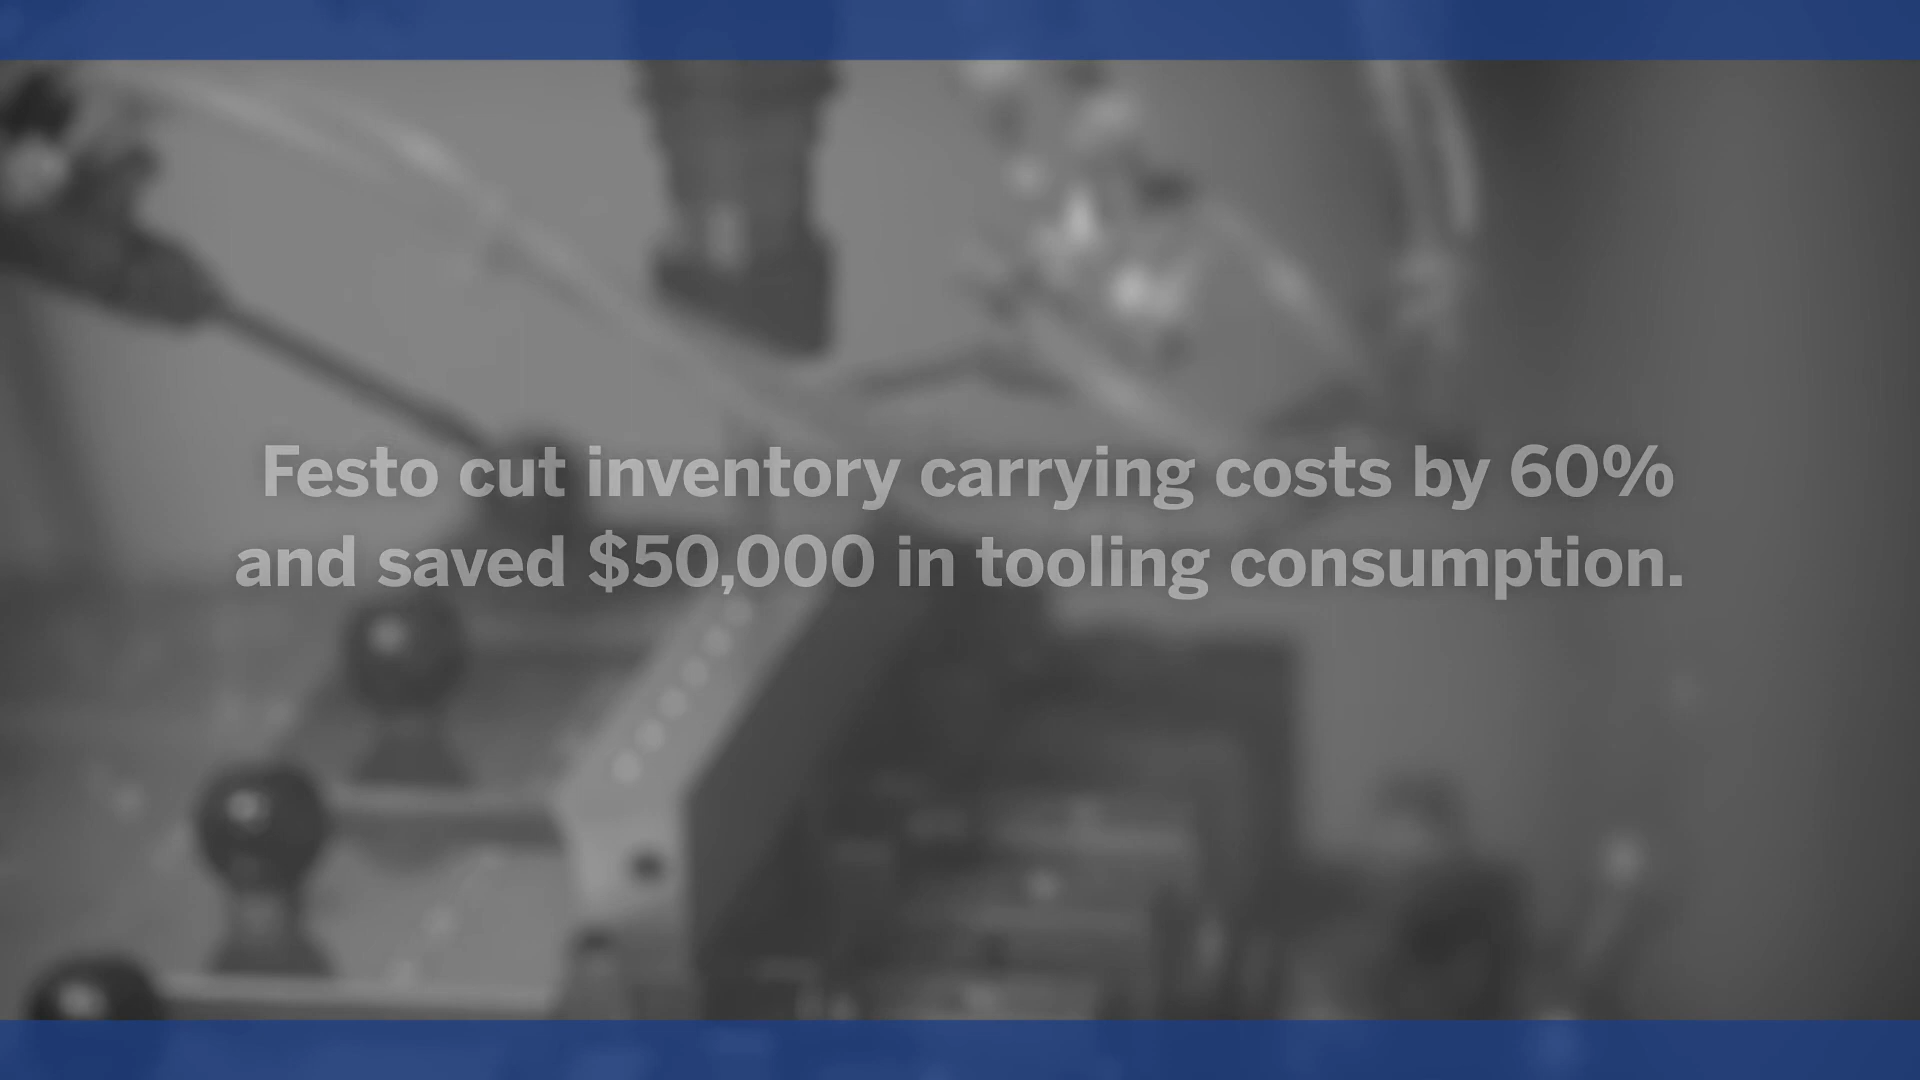 Festo cut inventory carrying costs by 60%
and saved $50,000 in tooling consumption.